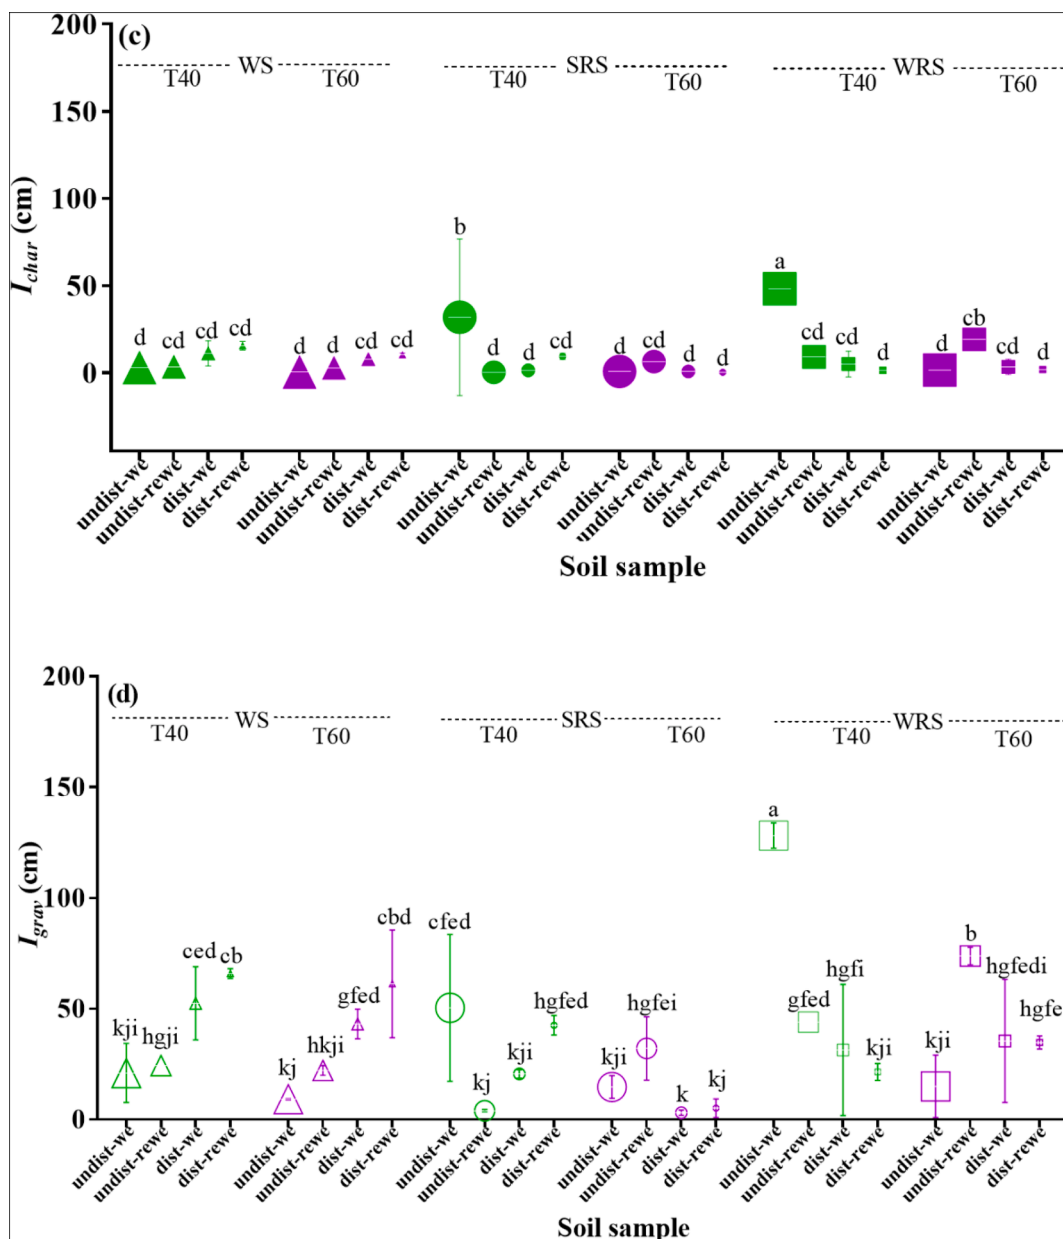 200
(c)
WS
SRS
WRS
T40
T60
T40
T60
T40
T60
150
100
50
0
I_char (cm)
d
cd
cd
cd
d
d
cd
cd
b
d
d
cd
d
cd
d
d
a
cd
cd
d
d
cb
cd
d
undist-we
undist-rewe
dist-we
dist-rewe
undist-we
undist-rewe
dist-we
dist-rewe
undist-we
undist-rewe
dist-we
dist-rewe
undist-we
undist-rewe
dist-we
dist-rewe
undist-we
undist-rewe
dist-we
dist-rewe
undist-we
undist-rewe
dist-we
dist-rewe
Soil sample
200
(d)
WS
SRS
WRS
T40
T60
T40
T60
T40
T60
150
100
50
0
I_grav (cm)
kji
hgji
ced
cb
kj
hkji
gfed
cbd
cfed
kj
kji
hgfed
kji
hgfei
k
kj
a
gfed
hgfi
kji
kji
b
hgfedi
hgfe
undist-we
undist-rewe
dist-we
dist-rewe
undist-we
undist-rewe
dist-we
dist-rewe
undist-we
undist-rewe
dist-we
dist-rewe
undist-we
undist-rewe
dist-we
dist-rewe
undist-we
undist-rewe
dist-we
dist-rewe
undist-we
undist-rewe
dist-we
dist-rewe
Soil sample